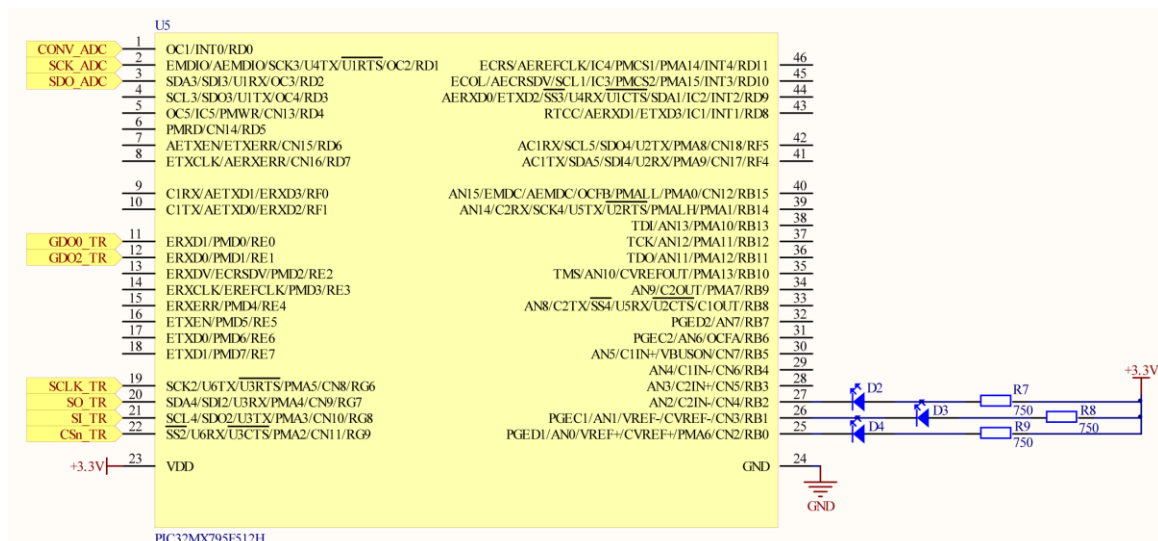 U5
CONV_ADC 1 OC1/INT0/RD0
SCK_ADC 2 EMDIO/AEMDIO/SCK3/U4TX/U1RTS/OC2/RD1 ECRS/AEREFCLK/IC4/PMCS1/PMA14/INT4/RD11 46
SDO_ADC 3 SDA3/SDI3/U1RX/OC3/RD2 ECOL/AECRSDV/SCL1/IC3/PMCS2/PMA15/INT3/RD10 45
4 SCL3/SDO3/U1TX/OC4/RD3 AERXD0/ETXD2/SS3/U4RX/U1CTS/SDA1/IC2/INT2/RD9 44
5 OC5/IC5/PMWR/CN13/RD4 RTCC/AERXD1/ETXD3/IC1/INT1/RD8 43
6 PMRD/CN14/RD5
7 AETXEN/ETXERR/CN15/RD6 AC1RX/SCL5/SDO4/U2TX/PMA8/CN18/RF5 42
8 ETXCLK/AERXERR/CN16/RD7 AC1TX/SDA5/SDI4/U2RX/PMA9/CN17/RF4 41
9 C1RX/AETXD1/ERXD3/RF0 AN15/EMDC/AEMDC/OCFB/PMALL/PMA0/CN12/RB15 40
10 C1TX/AETXD0/ERXD2/RF1 AN14/C2RX/SCK4/U5TX/U2RTS/PMALH/PMA1/RB14 39
TDI/AN13/PMA10/RB13 38
GDO0_TR 11 ERXD1/PMD0/RE0 TCK/AN12/PMA11/RB12 37
GDO2_TR 12 ERXD0/PMD1/RE1 TDO/AN11/PMA12/RB11 36
13 ERXDV/ECRSDV/PMD2/RE2 TMS/AN10/CVREFOUT/PMA13/RB10 35
14 ERXCLK/EREFCLK/PMD3/RE3 AN9/C2OUT/PMA7/RB9 34
15 ERXERR/PMD4/RE4 AN8/C2TX/SS4/U5RX/U2CTS/C1OUT/RB8 33
16 ETXEN/PMD5/RE5 PGED2/AN7/RB7 32
17 ETXD0/PMD6/RE6 PGEC2/AN6/OCFA/RB6 31
18 ETXD1/PMD7/RE7 AN5/C1IN+/VBUSON/CN7/RB5 30
AN4/C1IN-/CN6/RB4 29
SCLK_TR 19 SCK2/U6TX/U3RTS/PMA5/CN8/RG6 AN3/C2IN+/CN5/RB3 28 +3.3V
SO_TR 20 SDA4/SDI2/U3RX/PMA4/CN9/RG7 AN2/C2IN-/CN4/RB2 27 D2 R7 750
SI_TR 21 SCL4/SDO2/U3TX/PMA3/CN10/RG8 PGEC1/AN1/VREF-/CVREF-/CN3/RB1 26 D3 R8 750
CSn_TR 22 SS2/U6RX/U3CTS/PMA2/CN11/RG9 PGED1/AN0/VREF+/CVREF+/PMA6/CN2/RB0 25 D4 R9 750
+3.3V 23 VDD GND 24
GND
PIC32MX795F512H